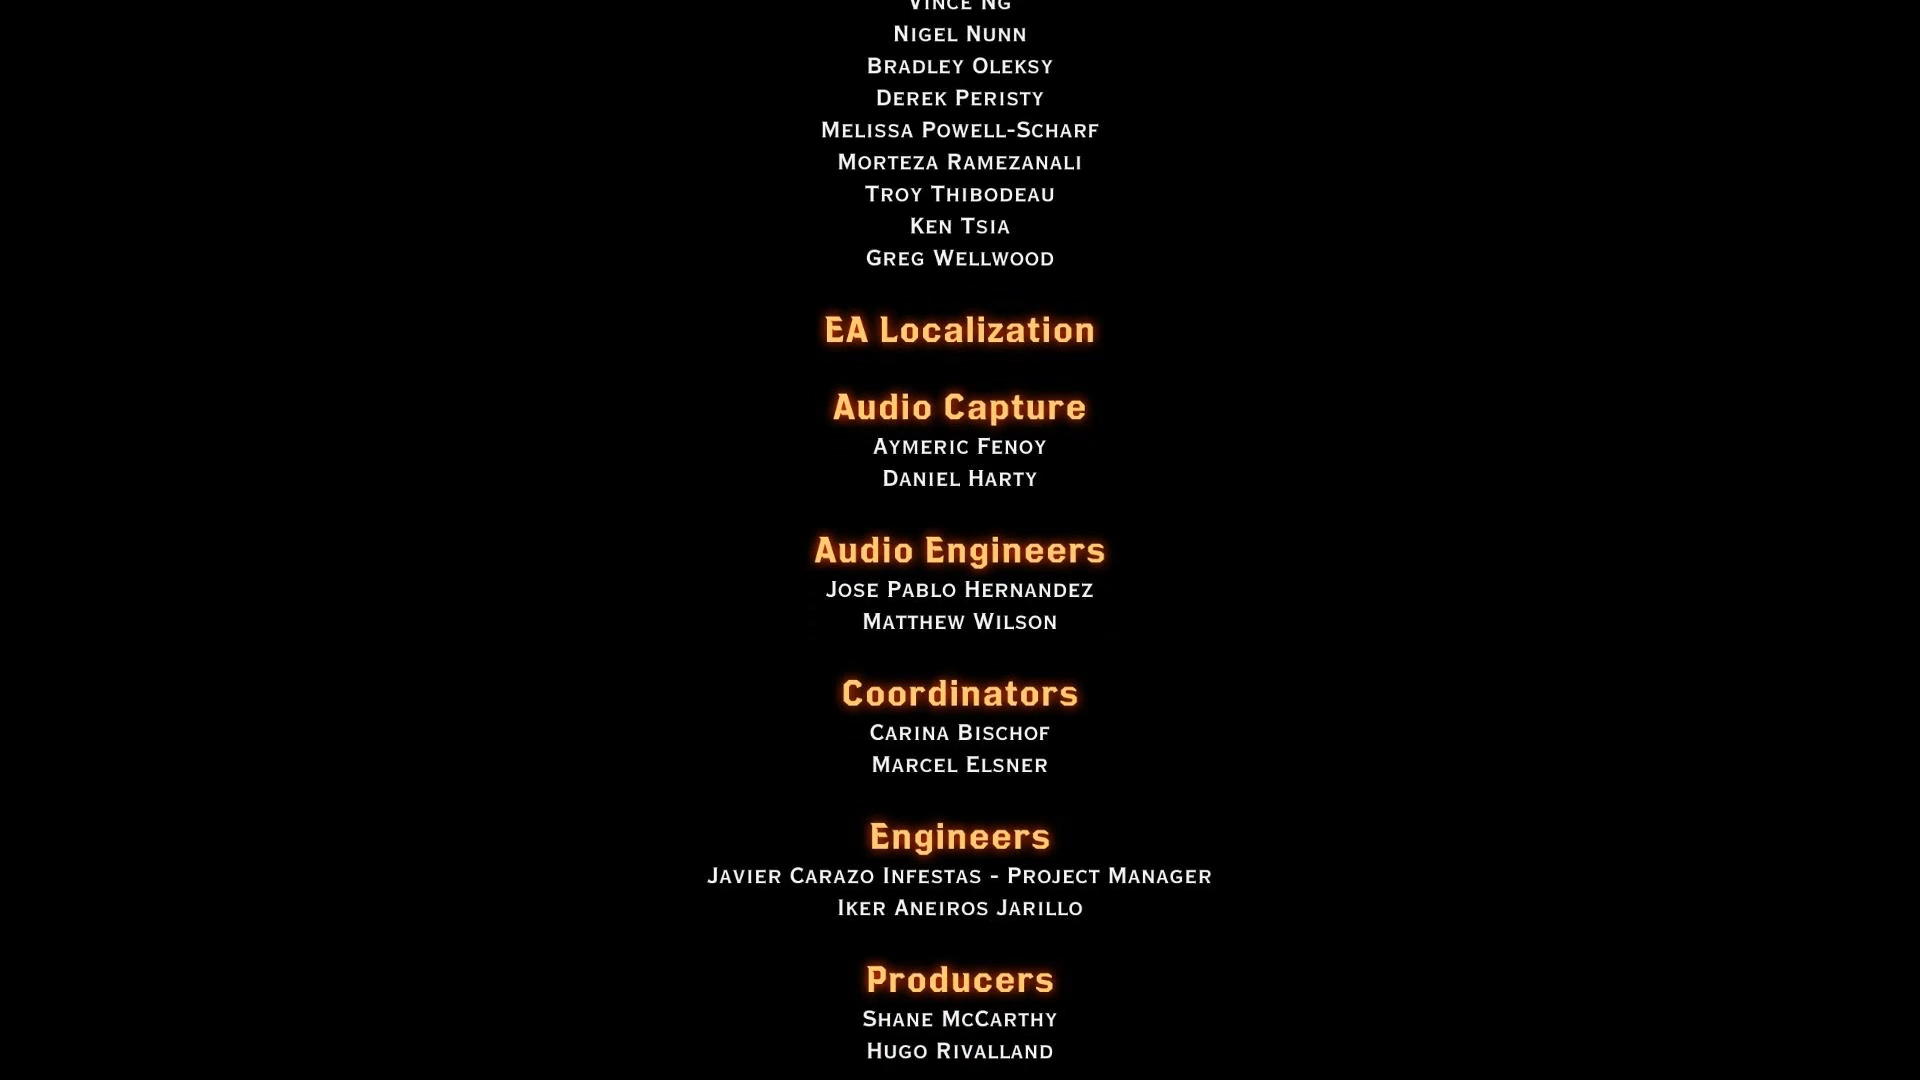 Vince Ng
Nigel Nunn
Bradley Oleksy
Derek Peristy
Melissa Powell-Scharf
Morteza Ramezanali
Troy Thibodeau
Ken Tsia
Greg Wellwood
EA Localization
Audio Capture
Aymeric Fenoy
Daniel Harty
Audio Engineers
Jose Pablo Hernandez
Matthew Wilson
Coordinators
Carina Bischof
Marcel Elsner
Engineers
Javier Carazo Infestas - Project Manager
Iker Aneiros Jarillo
Producers
Shane McCarthy
Hugo Rivalland